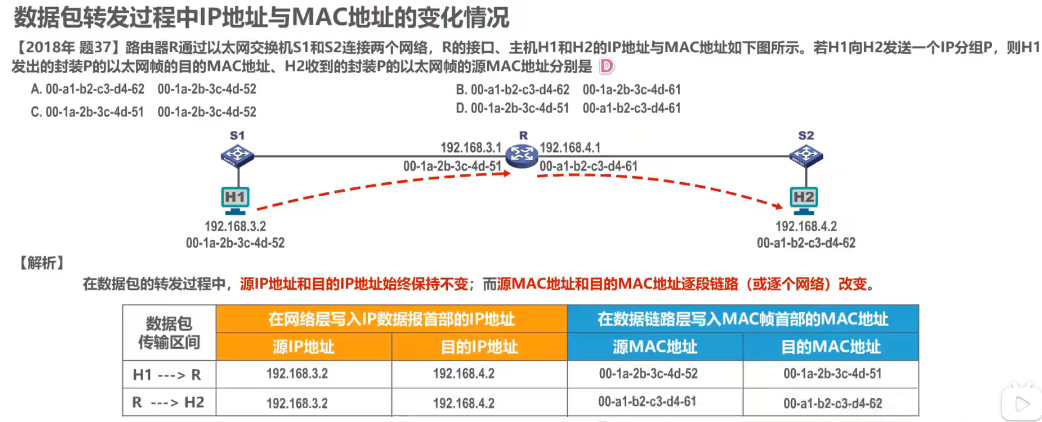 数据包转发过程中IP地址与MAC地址的变化情况
【2018年 题37】路由器R通过以太网交换机S1和S2连接两个网络，R的接口、主机H1和H2的IP地址与MAC地址如下图所示。若H1向H2发送一个IP分组P，则H1
发出的封装P的以太网帧的目的MAC地址、H2收到的封装P的以太网帧的源MAC地址分别是 D
A. 00-a1-b2-c3-d4-62 00-1a-2b-3c-4d-52
B. 00-a1-b2-c3-d4-62 00-1a-2b-3c-4d-61
C. 00-1a-2b-3c-4d-51 00-1a-2b-3c-4d-52
D. 00-1a-2b-3c-4d-51 00-a1-b2-c3-d4-61
S1
R
S2
192.168.3.1
192.168.4.1
00-1a-2b-3c-4d-51
00-a1-b2-c3-d4-61
H1
H2
192.168.3.2
192.168.4.2
00-1a-2b-3c-4d-52
00-a1-b2-c3-d4-62
【解析】
在数据包的转发过程中，源IP地址和目的IP地址始终保持不变；而源MAC地址和目的MAC地址逐段链路（或逐个网络）改变。
数据包
传输区间
在网络层写入IP数据报首部的IP地址
在数据链路层写入MAC帧首部的MAC地址
源IP地址
目的IP地址
源MAC地址
目的MAC地址
H1 ---> R
192.168.3.2
192.168.4.2
00-1a-2b-3c-4d-52
00-1a-2b-3c-4d-51
R ---> H2
192.168.3.2
192.168.4.2
00-a1-b2-c3-d4-61
00-a1-b2-c3-d4-62